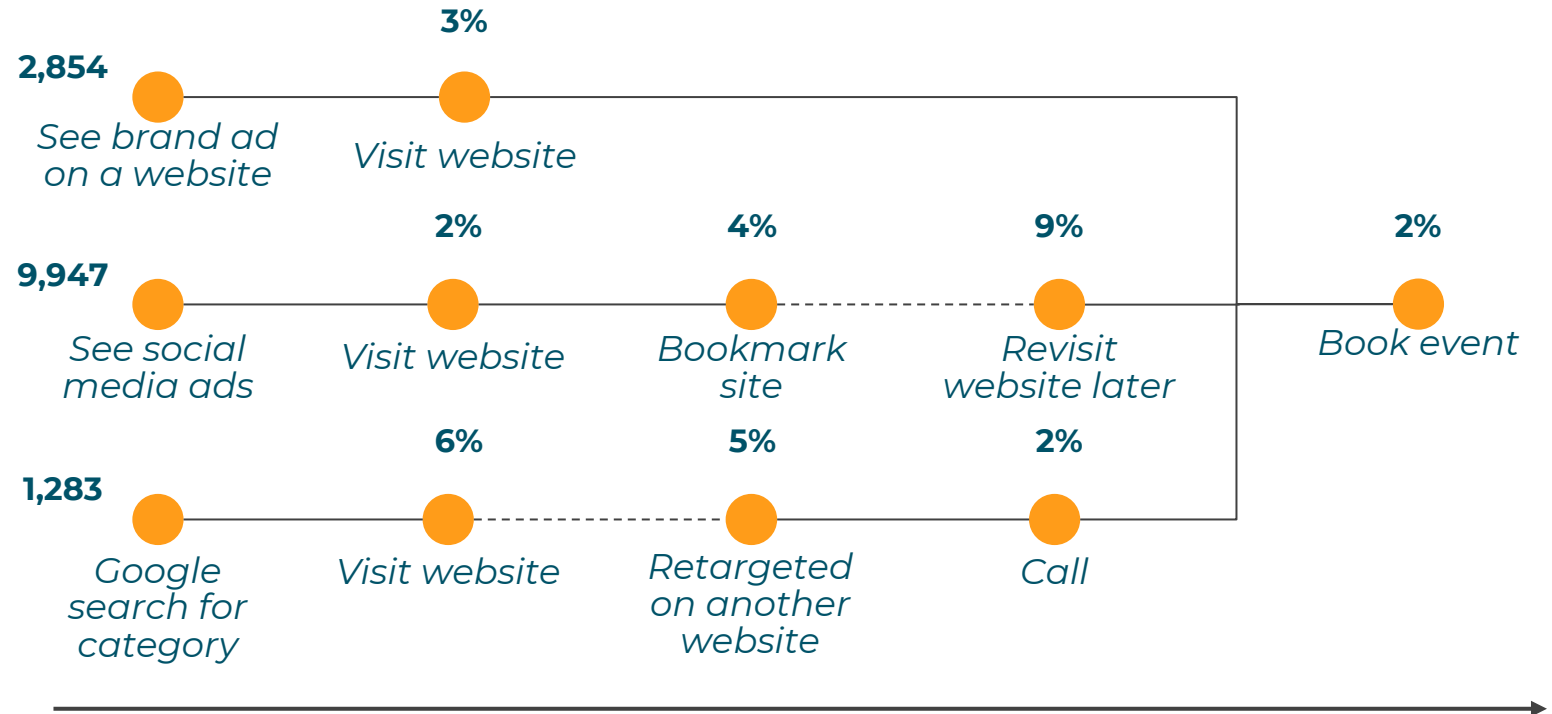 3%
2,854
See brand ad
on a website
Visit website
2%
4%
9%
2%
9,947
See social
media ads
Visit website
Bookmark
site
Revisit
website later
Book event
6%
5%
2%
1,283
Google
search for
category
Visit website
Retargeted
on another
website
Call